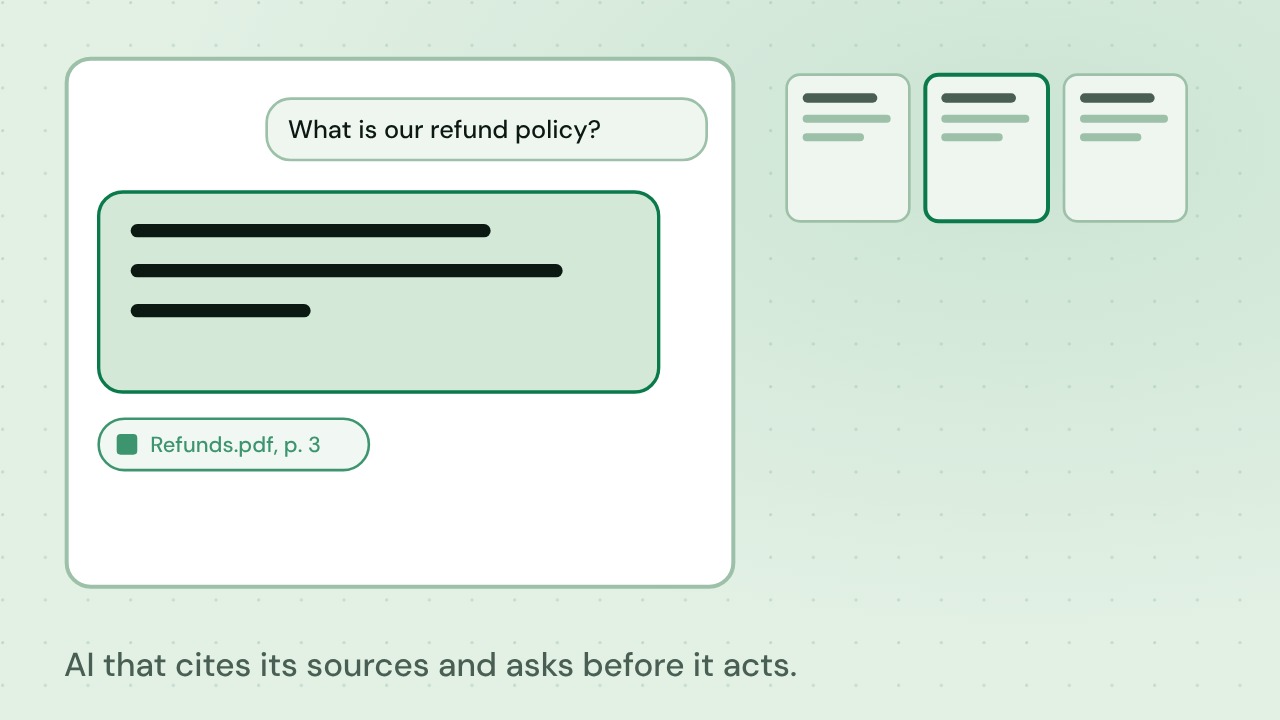 What is our refund policy?
Refunds.pdf, p. 3
AI that cites its sources and asks before it acts.